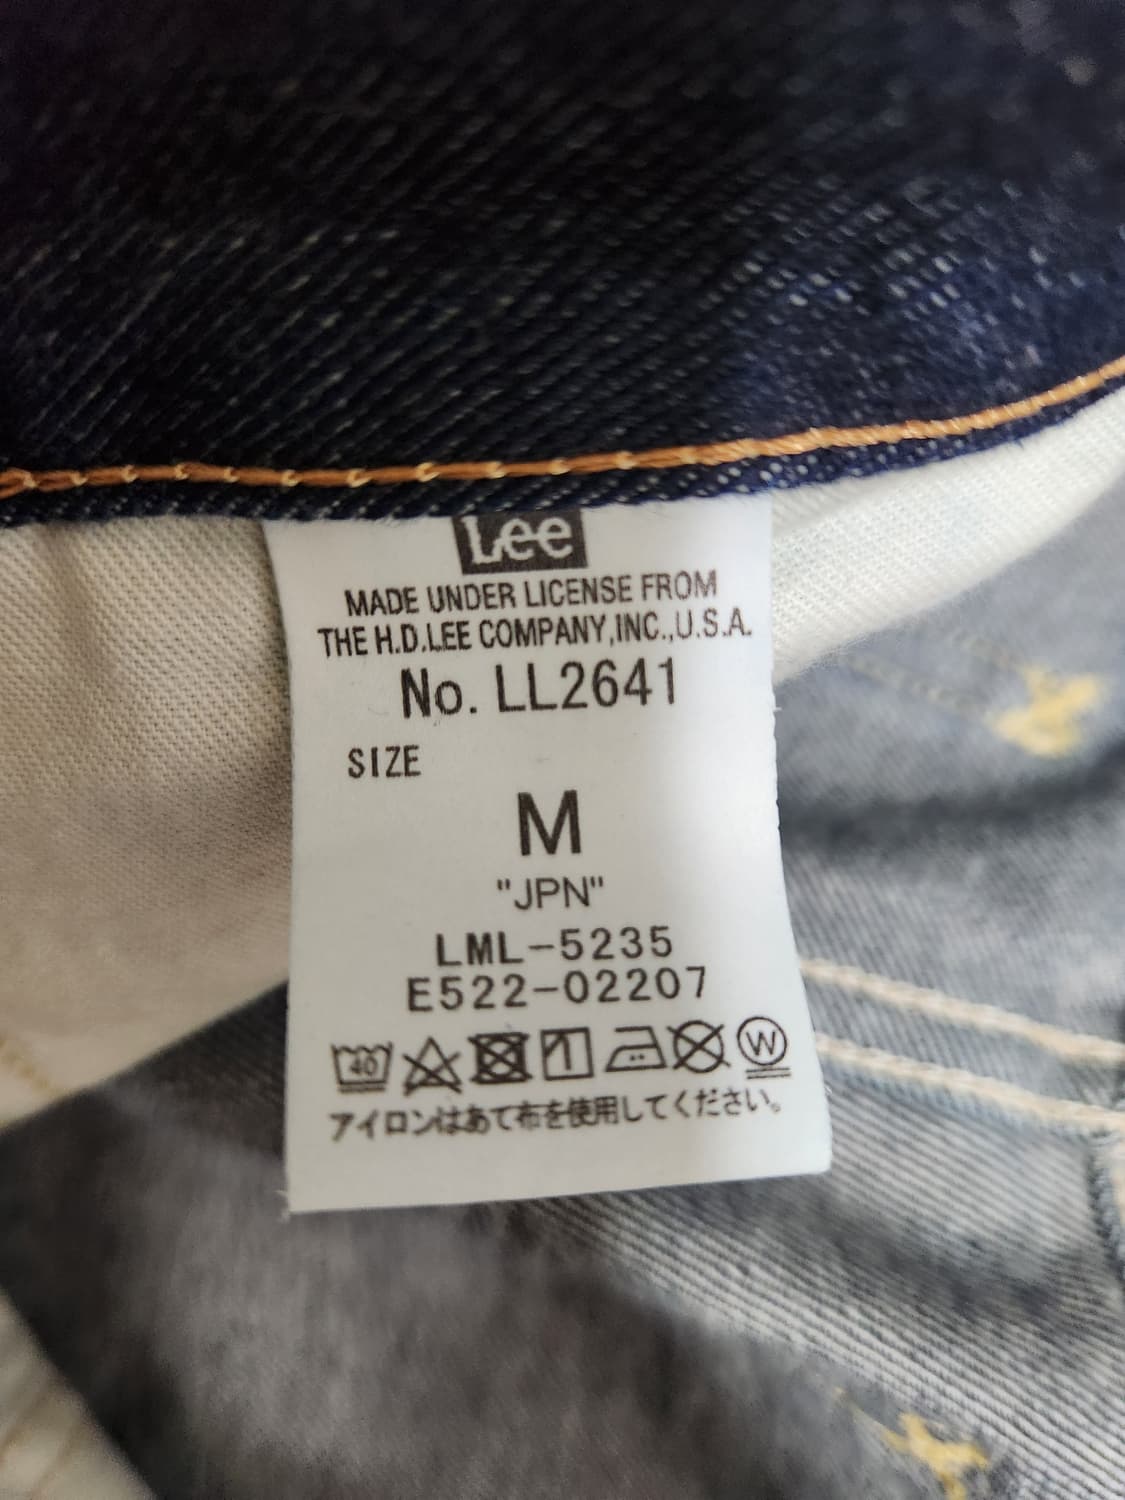 Lee
MADE UNDER LICENSE FROM
THE H.D.LEE COMPANY,INC.,U.S.A.
No. LL2641
SIZE
M
"JPN"
LML-5235
E522-02207
40 W
アイロンはあて布を使用してください。